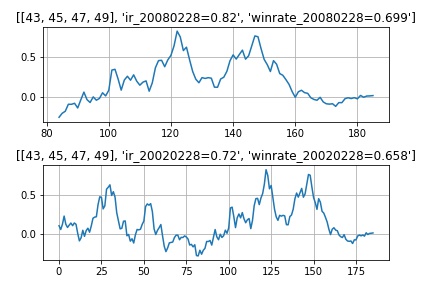 [[43, 45, 47, 49], 'ir_20080228=0.82', 'winrate_20080228=0.699']
0.5
0.0
80 100 120 140 160 180
[[43, 45, 47, 49], 'ir_20020228=0.72', 'winrate_20020228=0.658']
0.5
0.0
0 25 50 75 100 125 150 175